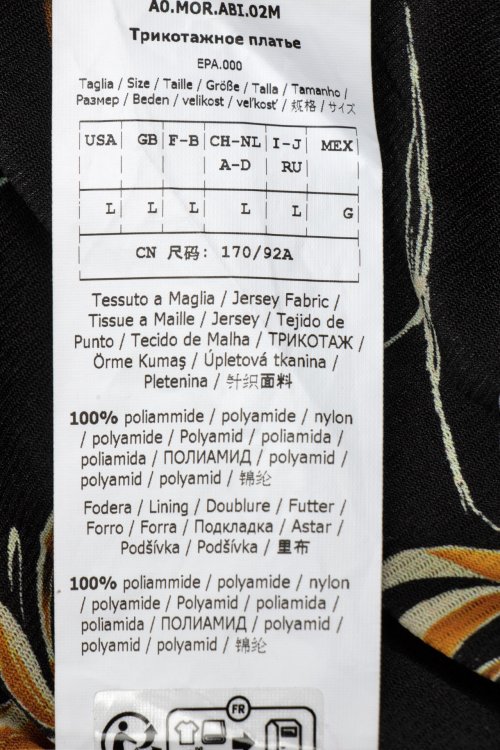 A0.MOR.ABI.02M
Трикотажное платье
EPA.000
Taglia / Size / Taille / Größe / Talla / Tamanho /
Размер / Beden / velikost / veľkosť / 规格 / サイズ
USA GB F-B CH-NL I-J MEX
A-D RU
L L L L L G
CN 尺码: 170/92A
Tessuto a Maglia / Jersey Fabric /
Tissue a Maille / Jersey / Tejido de
Punto / Tecido de Malha / ТРИКОТАЖ /
Örme Kumaş / Úpletová tkanina /
Pletenina / 针织面料
100% poliammide / polyamide / nylon
/ polyamide / Polyamid / poliamida /
poliamida / ПОЛИАМИД / polyamid /
polyamid / polyamid / 锦纶
Fodera / Lining / Doublure / Futter /
Forro / Forra / Подкладка / Astar /
Podšívka / Podšívka / 里布
100% poliammide / polyamide / nylon
/ polyamide / Polyamid / poliamida /
poliamida / ПОЛИАМИД / polyamid /
polyamid / polyamid / 锦纶
FR